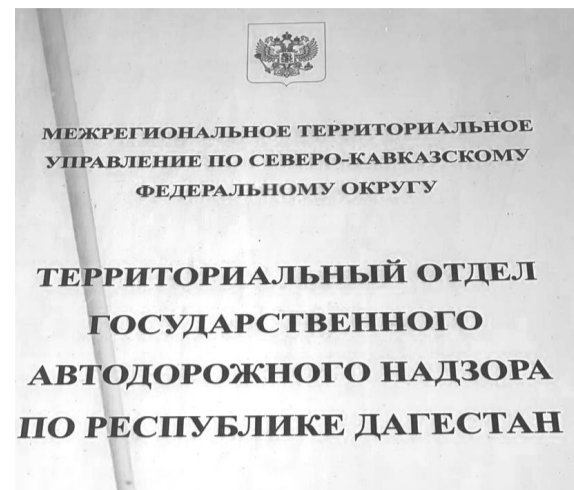 МЕЖРЕГИОНАЛЬНОЕ ТЕРРИТОРИАЛЬНОЕ
УПРАВЛЕНИЕ ПО СЕВЕРО-КАВКАЗСКОМУ
ФЕДЕРАЛЬНОМУ ОКРУГУ
ТЕРРИТОРИАЛЬНЫЙ ОТДЕЛ
ГОСУДАРСТВЕННОГО
АВТОДОРОЖНОГО НАДЗОРА
ПО РЕСПУБЛИКЕ ДАГЕСТАН